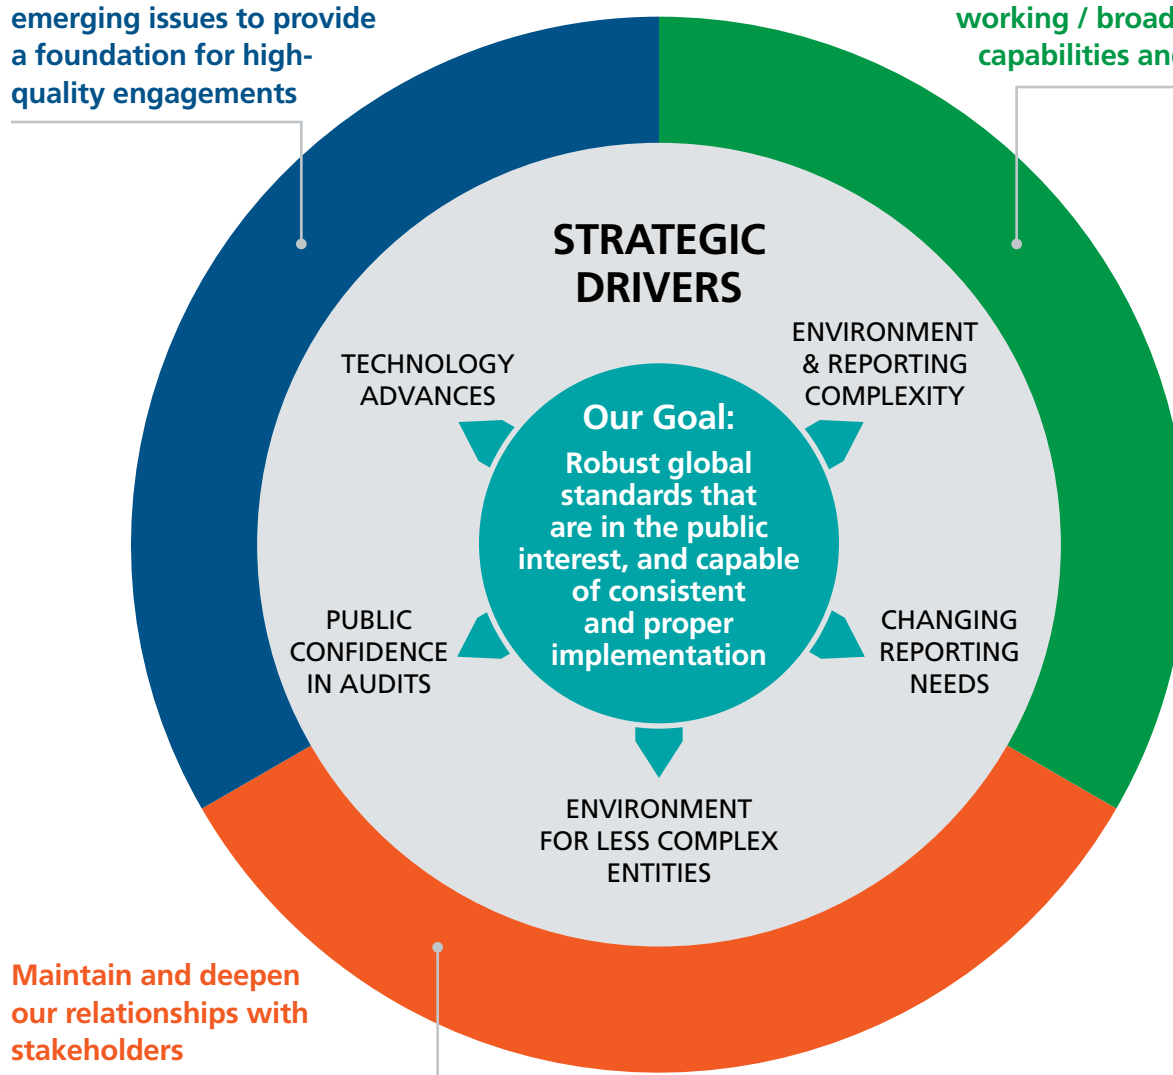 emerging issues to provide
a foundation for high-
quality engagements
working / broad
capabilities and
STRATEGIC
DRIVERS
TECHNOLOGY
ADVANCES
ENVIRONMENT
& REPORTING
COMPLEXITY
Our Goal:
Robust global
standards that
are in the public
interest, and capable
of consistent
and proper
implementation
PUBLIC
CONFIDENCE
IN AUDITS
CHANGING
REPORTING
NEEDS
ENVIRONMENT
FOR LESS COMPLEX
ENTITIES
Maintain and deepen
our relationships with
stakeholders